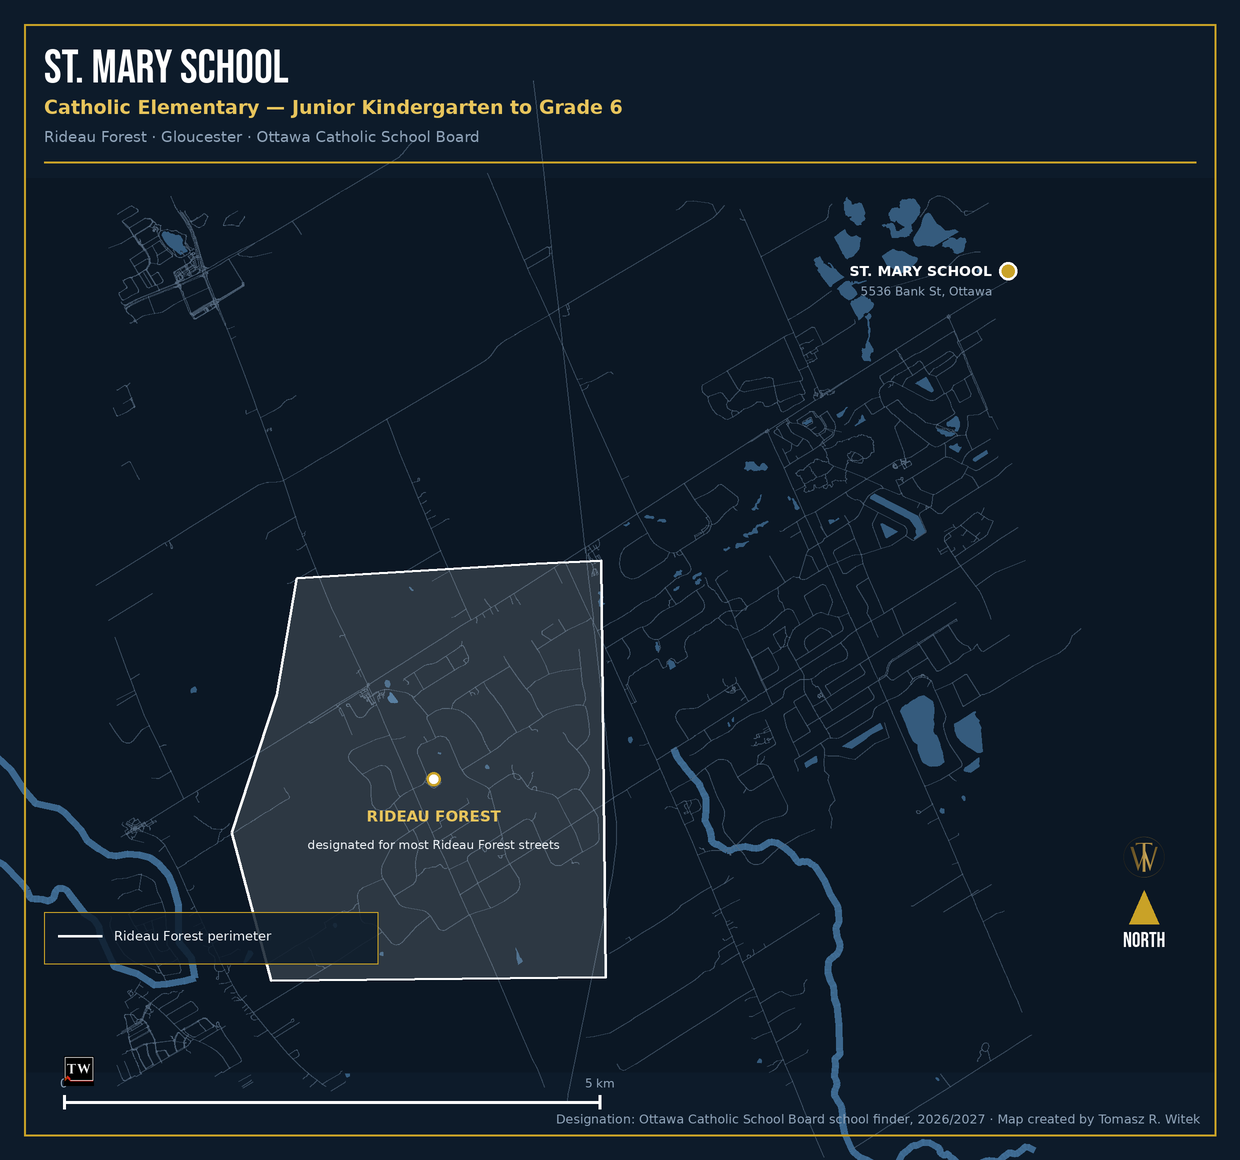 ST. MARY SCHOOL
Catholic Elementary — Junior Kindergarten to Grade 6
Rideau Forest · Gloucester · Ottawa Catholic School Board
ST. MARY SCHOOL
5536 Bank St, Ottawa
RIDEAU FOREST
designated for most Rideau Forest streets
Rideau Forest perimeter
NORTH
TW
5 km
Designation: Ottawa Catholic School Board school finder, 2026/2027 · Map created by Tomasz R. Witek